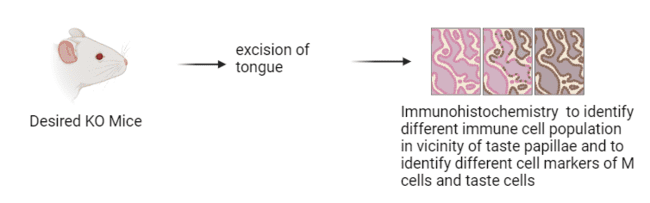 Desired KO Mice
excision of
tongue
Immunohistochemistry to identify
different immune cell population
in vicinity of taste papillae and to
identify different cell markers of M
cells and taste cells